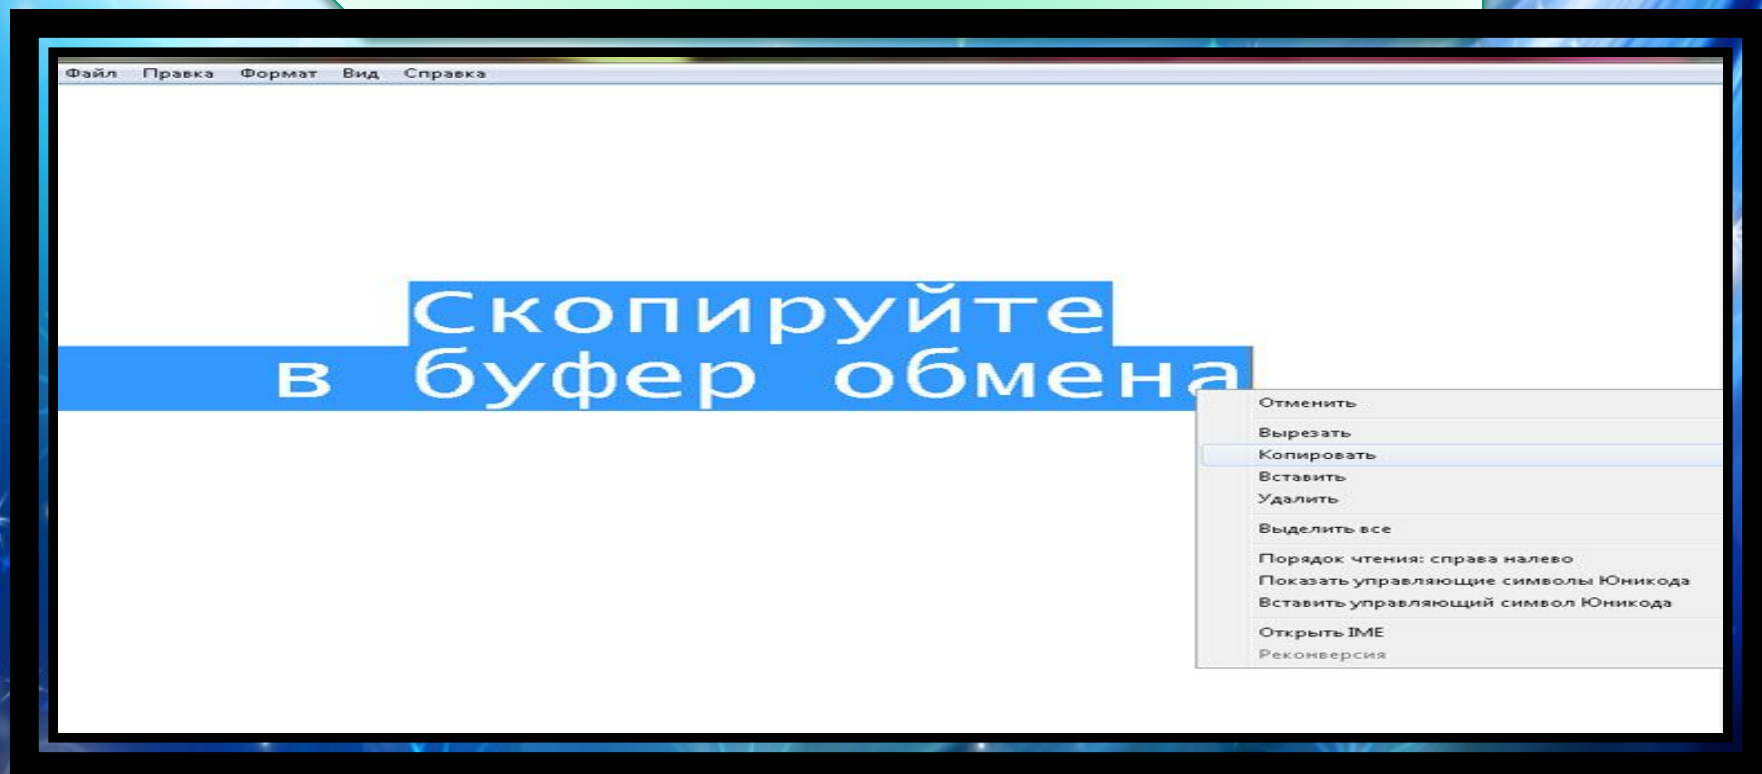 Файл Правка Формат Вид Справка
Скопируйте
в буфер обмена
Отменить
Вырезать
Копировать
Вставить
Удалить
Выделить все
Порядок чтения: справа налево
Показать управляющие символы Юникода
Вставить управляющий символ Юникода
Открыть IME
Реконверсия